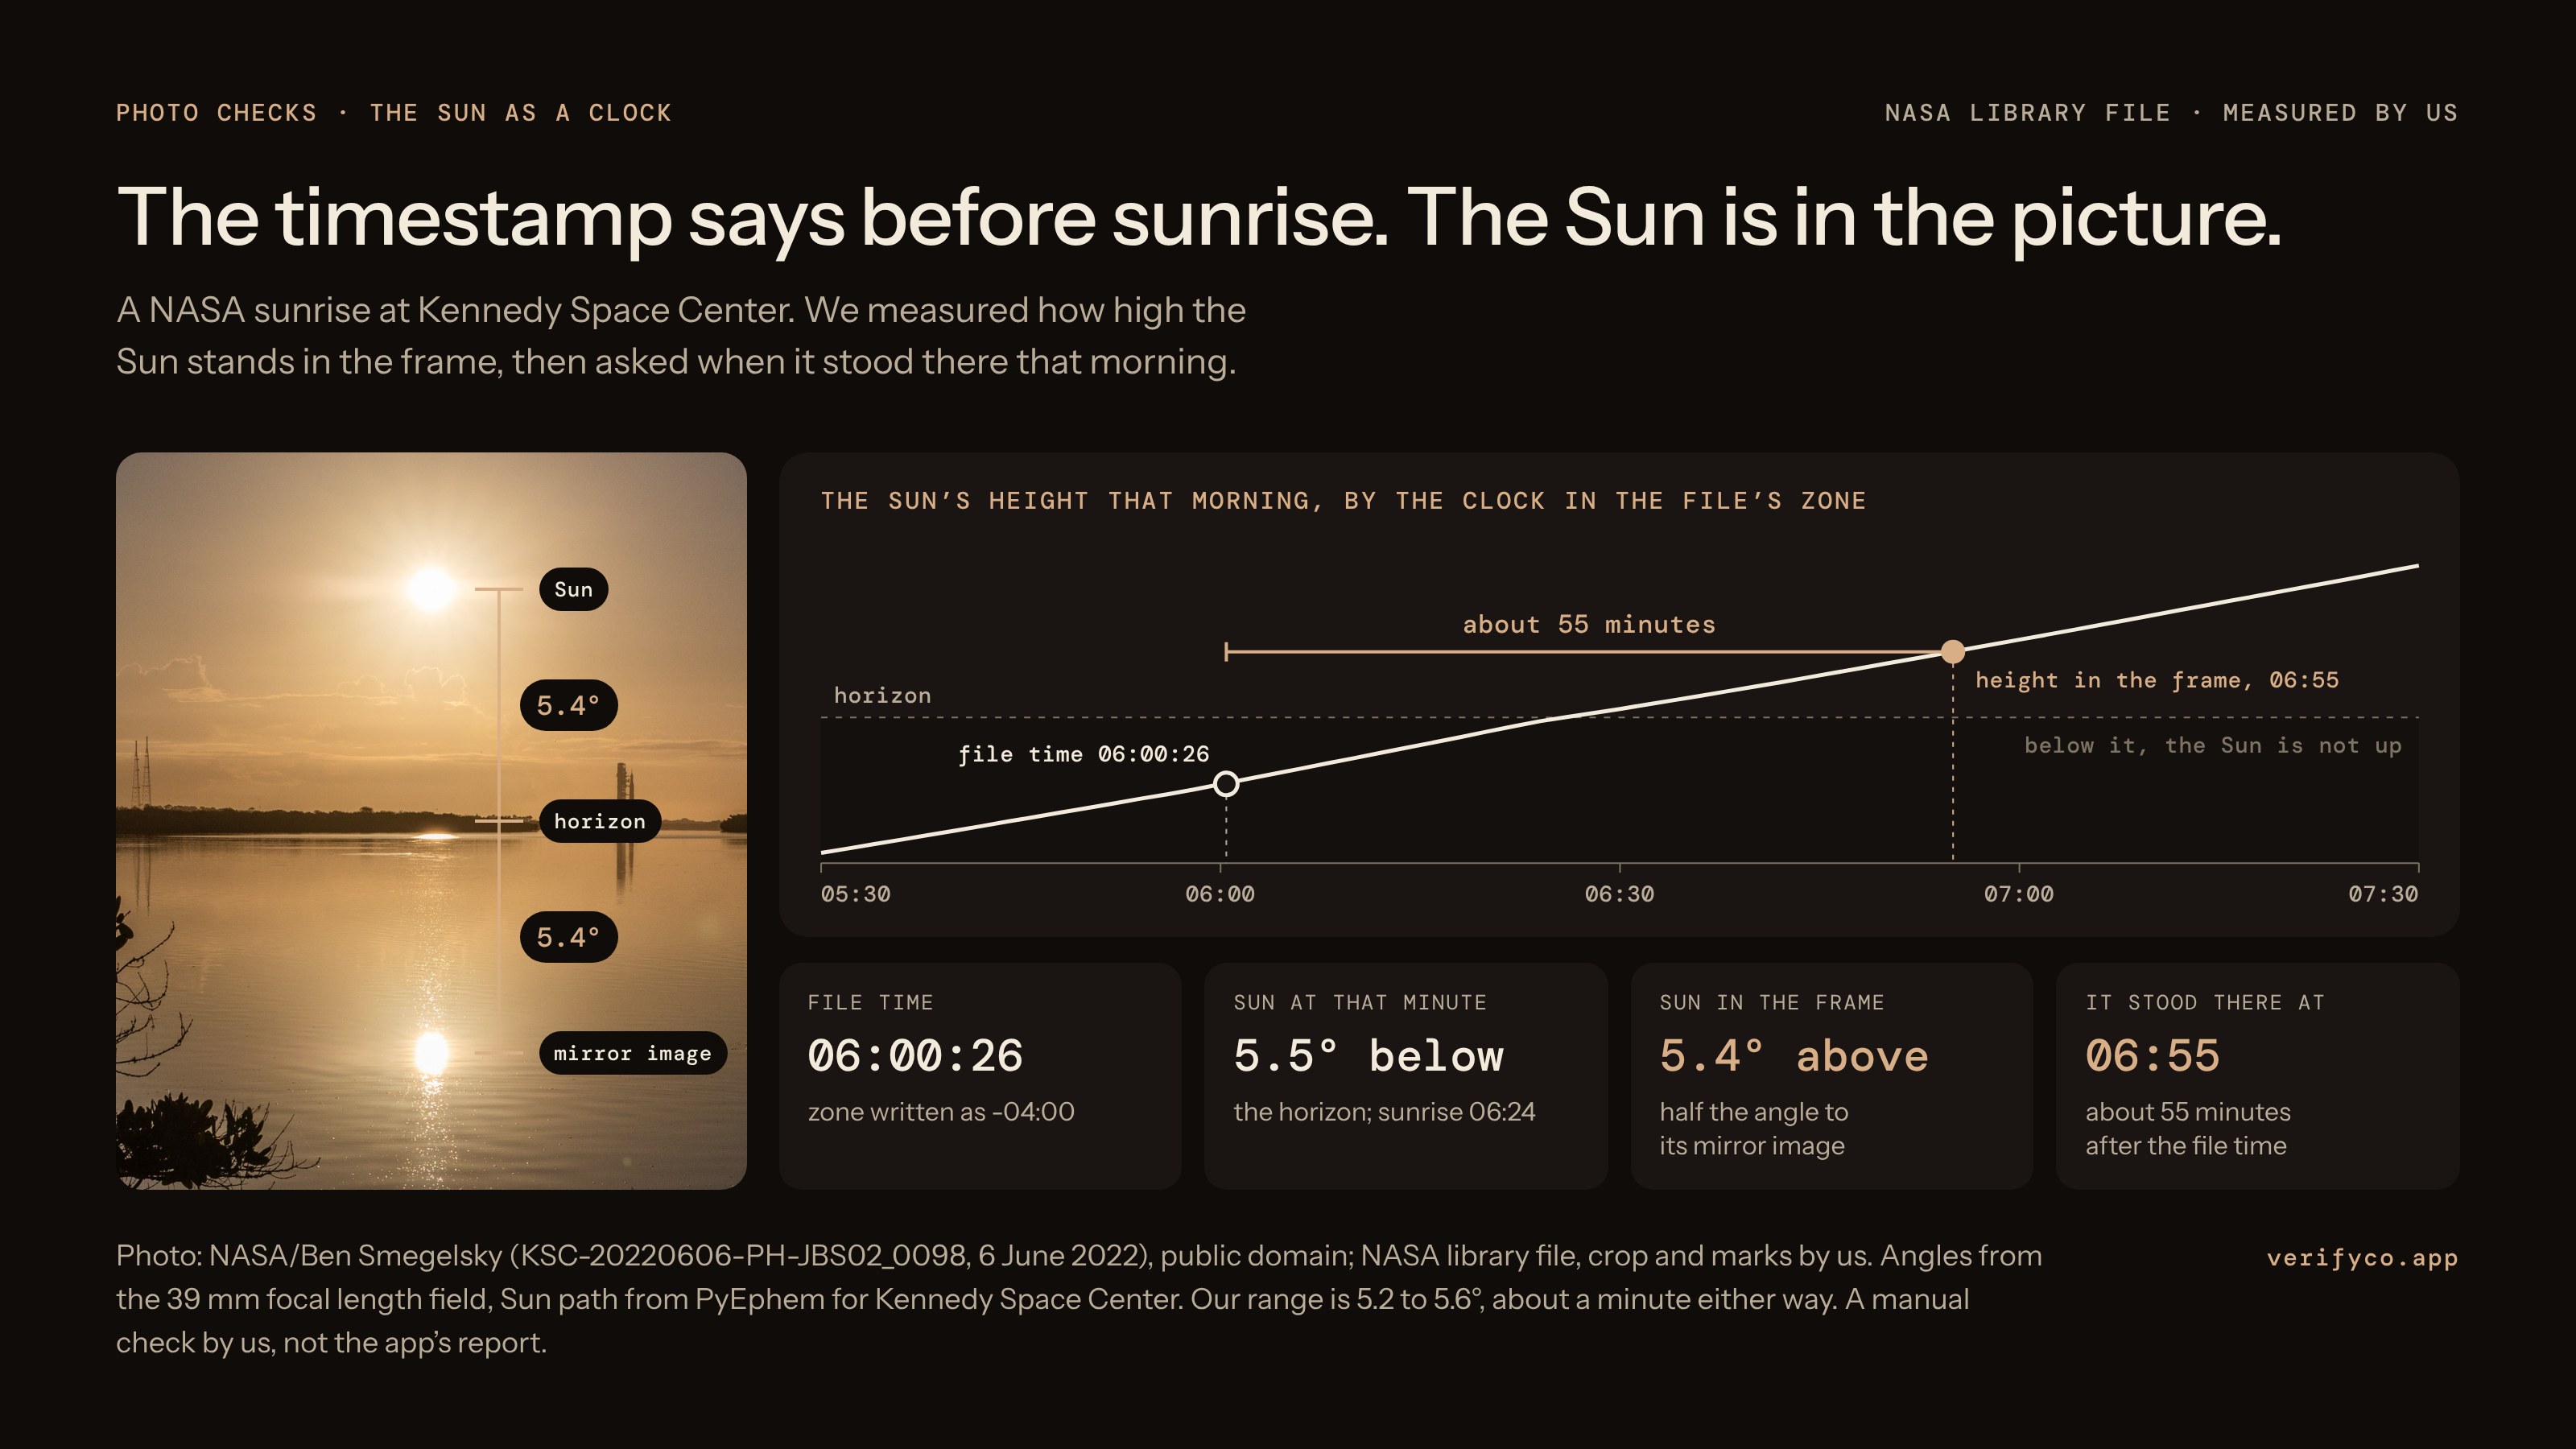 PHOTO CHECKS · THE SUN AS A CLOCK
NASA LIBRARY FILE · MEASURED BY US
The timestamp says before sunrise. The Sun is in the picture.
A NASA sunrise at Kennedy Space Center. We measured how high the
Sun stands in the frame, then asked when it stood there that morning.
Sun
5.4°
horizon
5.4°
mirror image
THE SUN’S HEIGHT THAT MORNING, BY THE CLOCK IN THE FILE’S ZONE
about 55 minutes
height in the frame, 06:55
horizon
below it, the Sun is not up
file time 06:00:26
05:30
06:00
06:30
07:00
07:30
FILE TIME
06:00:26
zone written as -04:00
SUN AT THAT MINUTE
5.5° below
the horizon; sunrise 06:24
SUN IN THE FRAME
5.4° above
half the angle to
its mirror image
IT STOOD THERE AT
06:55
about 55 minutes
after the file time
Photo: NASA/Ben Smegelsky (KSC-20220606-PH-JBS02_0098, 6 June 2022), public domain; NASA library file, crop and marks by us. Angles from
the 39 mm focal length field, Sun path from PyEphem for Kennedy Space Center. Our range is 5.2 to 5.6°, about a minute either way. A manual
check by us, not the app’s report.
verifyco.app